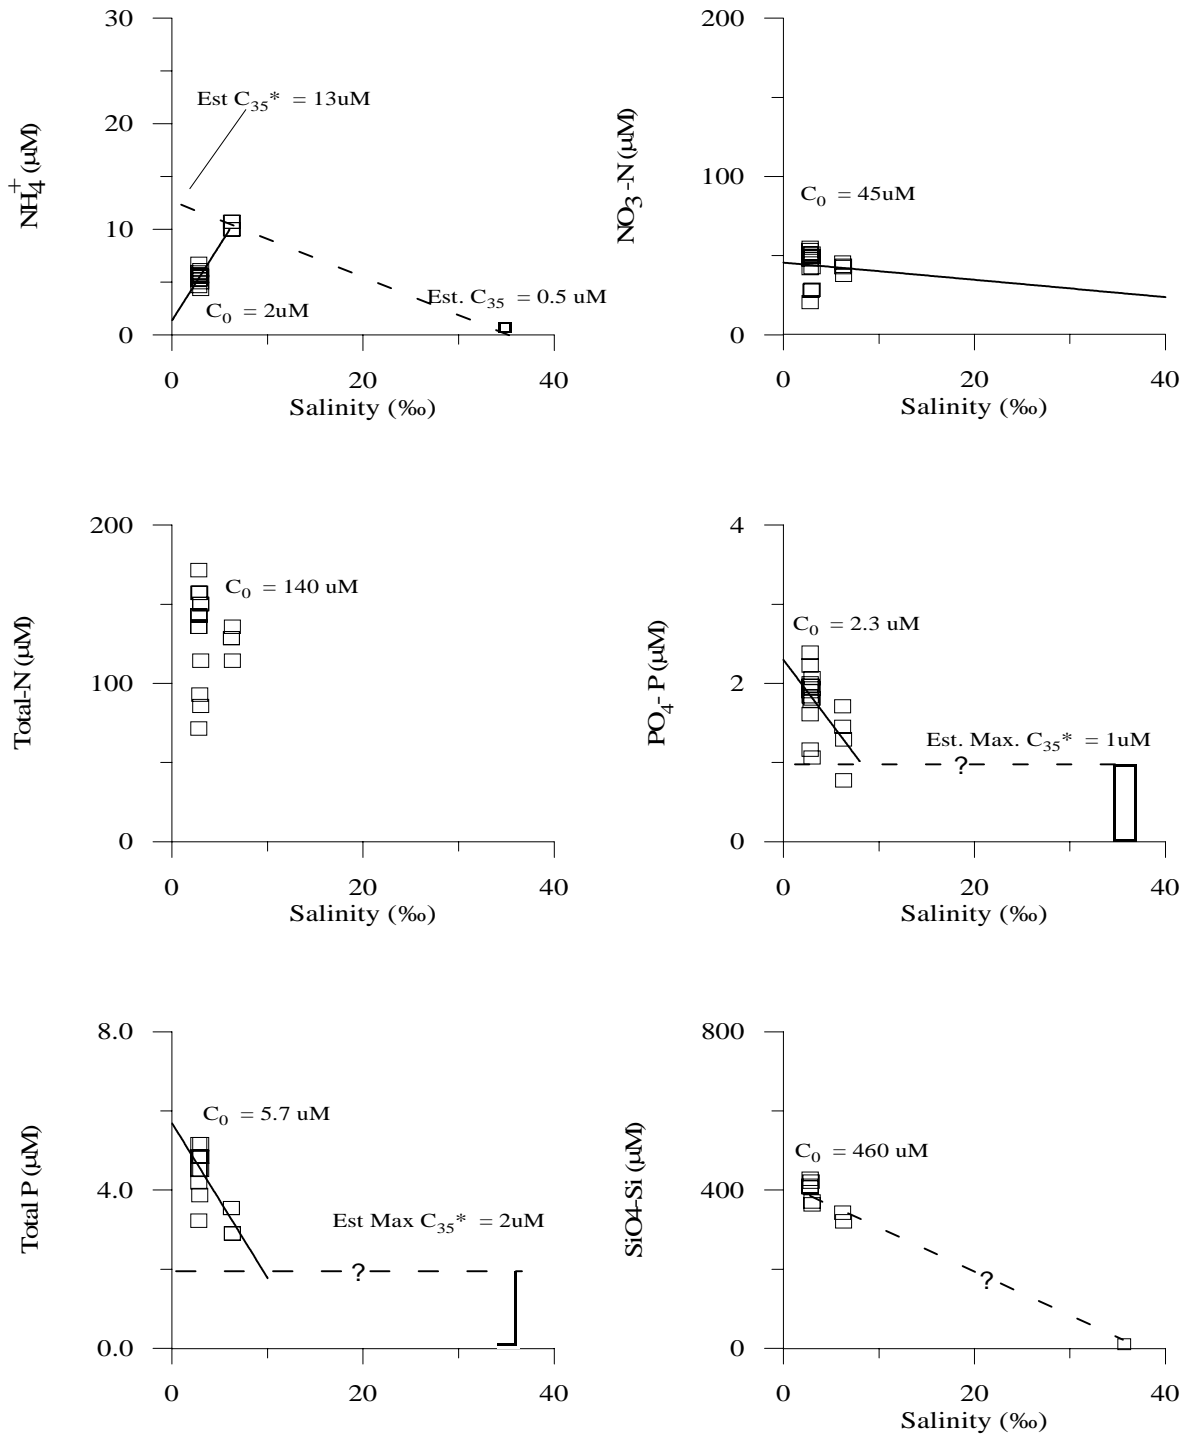 30
20
10
0
NH4+ (µM)
Est C35* = 13uM
C0 = 2uM
Est. C35 = 0.5 uM
0 20 40
Salinity (‰)
200
100
0
NO3-N (µM)
C0 = 45uM
0 20 40
Salinity (‰)
200
100
0
Total-N (µM)
C0 = 140 uM
0 20 40
Salinity (‰)
4
2
0
PO4-P (µM)
C0 = 2.3 uM
Est. Max. C35* = 1uM
?
0 20 40
Salinity (‰)
8.0
4.0
0.0
Total P (µM)
C0 = 5.7 uM
Est Max C35* = 2uM
?
0 20 40
800
400
0
SiO4-Si (µM)
C0 = 460 uM
?
0 20 40
Salinity (‰)